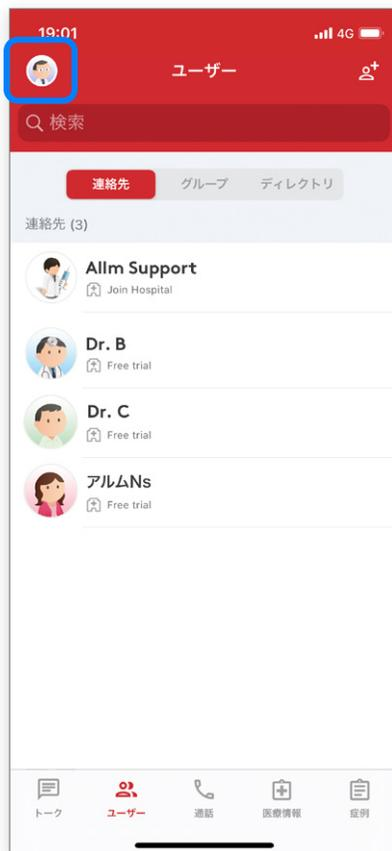 19:01
4G
ユーザー
検索
連絡先
グループ
ディレクトリ
連絡先 (3)
Allm Support
Join Hospital
Dr. B
Free trial
Dr. C
Free trial
アルムNs
Free trial
トーク
ユーザー
通話
医療情報
症例